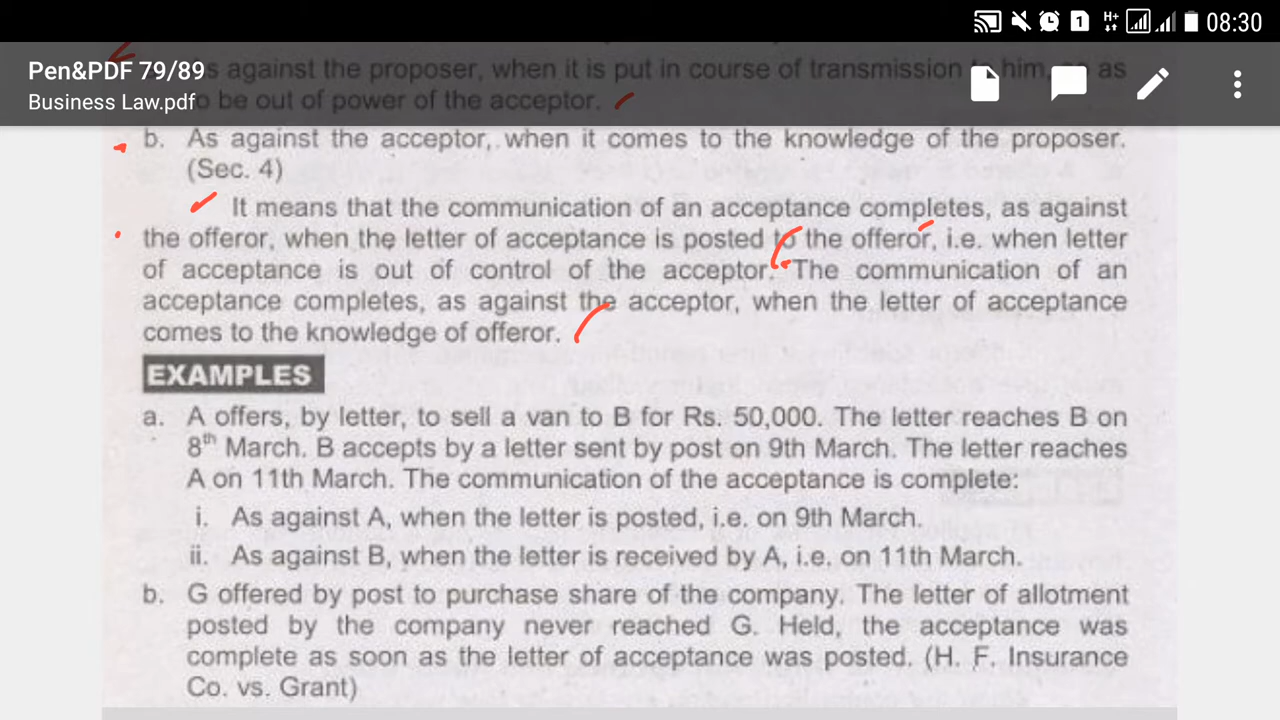 08:30
Pen&PDF 79/89
Business Law.pdf
s against the proposer, when it is put in course of transmission to him, as
o be out of power of the acceptor.
b. As against the acceptor, when it comes to the knowledge of the proposer.
(Sec. 4)
It means that the communication of an acceptance completes, as against
the offeror, when the letter of acceptance is posted to the offeror, i.e. when letter
of acceptance is out of control of the acceptor. The communication of an
acceptance completes, as against the acceptor, when the letter of acceptance
comes to the knowledge of offeror.
EXAMPLES
a. A offers, by letter, to sell a van to B for Rs. 50,000. The letter reaches B on
8th March. B accepts by a letter sent by post on 9th March. The letter reaches
A on 11th March. The communication of the acceptance is complete:
i. As against A, when the letter is posted, i.e. on 9th March.
ii. As against B, when the letter is received by A, i.e. on 11th March.
b. G offered by post to purchase share of the company. The letter of allotment
posted by the company never reached G. Held, the acceptance was
complete as soon as the letter of acceptance was posted. (H. F. Insurance
Co. vs. Grant)